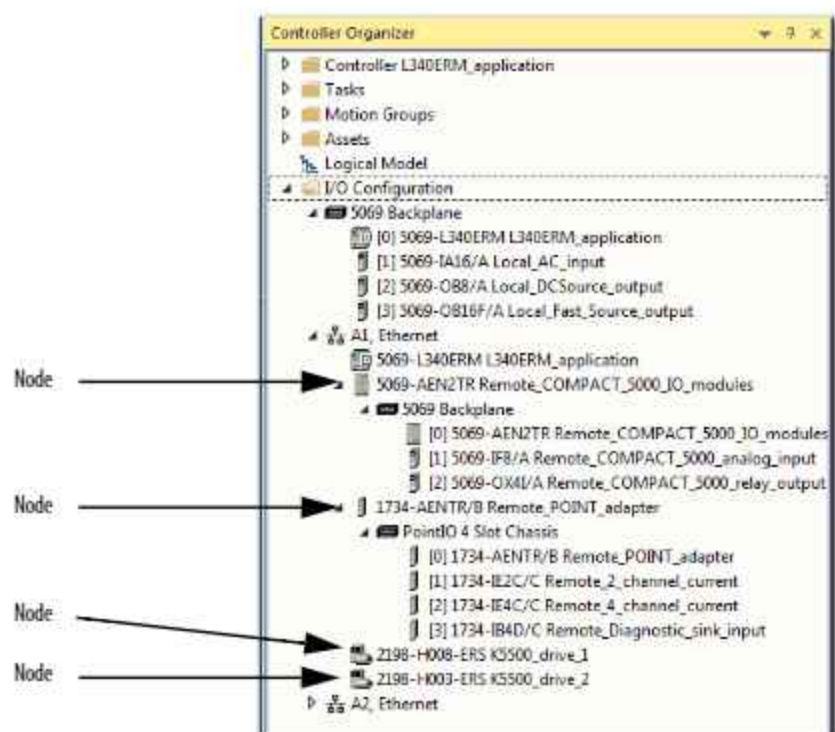 Controller Organizer
Controller L340ERM_application
Tasks
Motion Groups
Assets
Logical Model
I/O Configuration
5069 Backplane
[0] 5069-L340ERM L340ERM_application
[1] 5069-IA16/A Local_AC_input
[2] 5069-OB8/A Local_DCSource_output
[3] 5069-OB16F/A Local_Fast_Source_output
A1, Ethernet
5069-L340ERM L340ERM_application
Node 5069-AEN2TR Remote_COMPACT_5000_IO_modules
5069 Backplane
[0] 5069-AEN2TR Remote_COMPACT_5000_IO_modules
[1] 5069-IF8/A Remote_COMPACT_5000_analog_input
[2] 5069-OX4I/A Remote_COMPACT_5000_relay_output
Node 1734-AENTR/B Remote_POINT_adapter
PointIO 4 Slot Chassis
[0] 1734-AENTR/B Remote_POINT_adapter
[1] 1734-IE2C/C Remote_2_channel_current
[2] 1734-IE4C/C Remote_4_channel_current
[3] 1734-IB4D/C Remote_Diagnostic_sink_input
Node 2198-H008-ERS K5500_drive_1
Node 2198-H003-ERS K5500_drive_2
A2, Ethernet